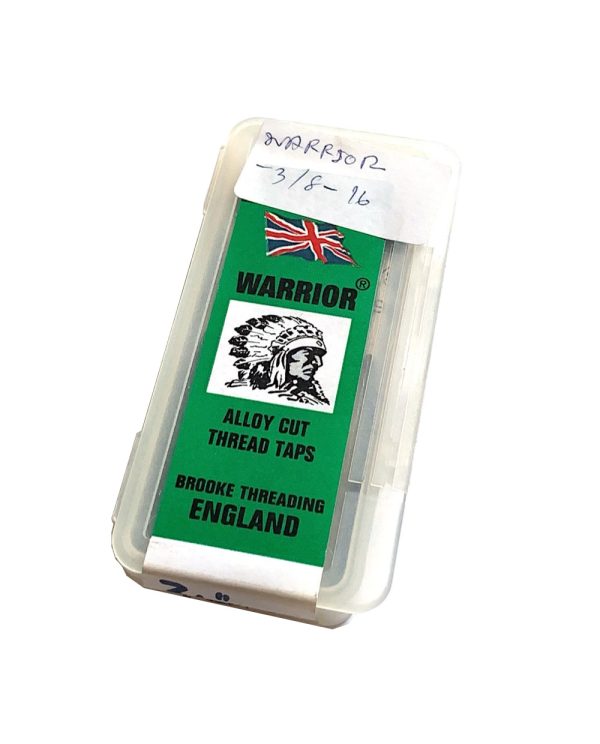 WARRIOR
-3/8-16
WARRIOR®
ALLOY CUT
THREAD TAPS
BROOKE THREADING
ENGLAND